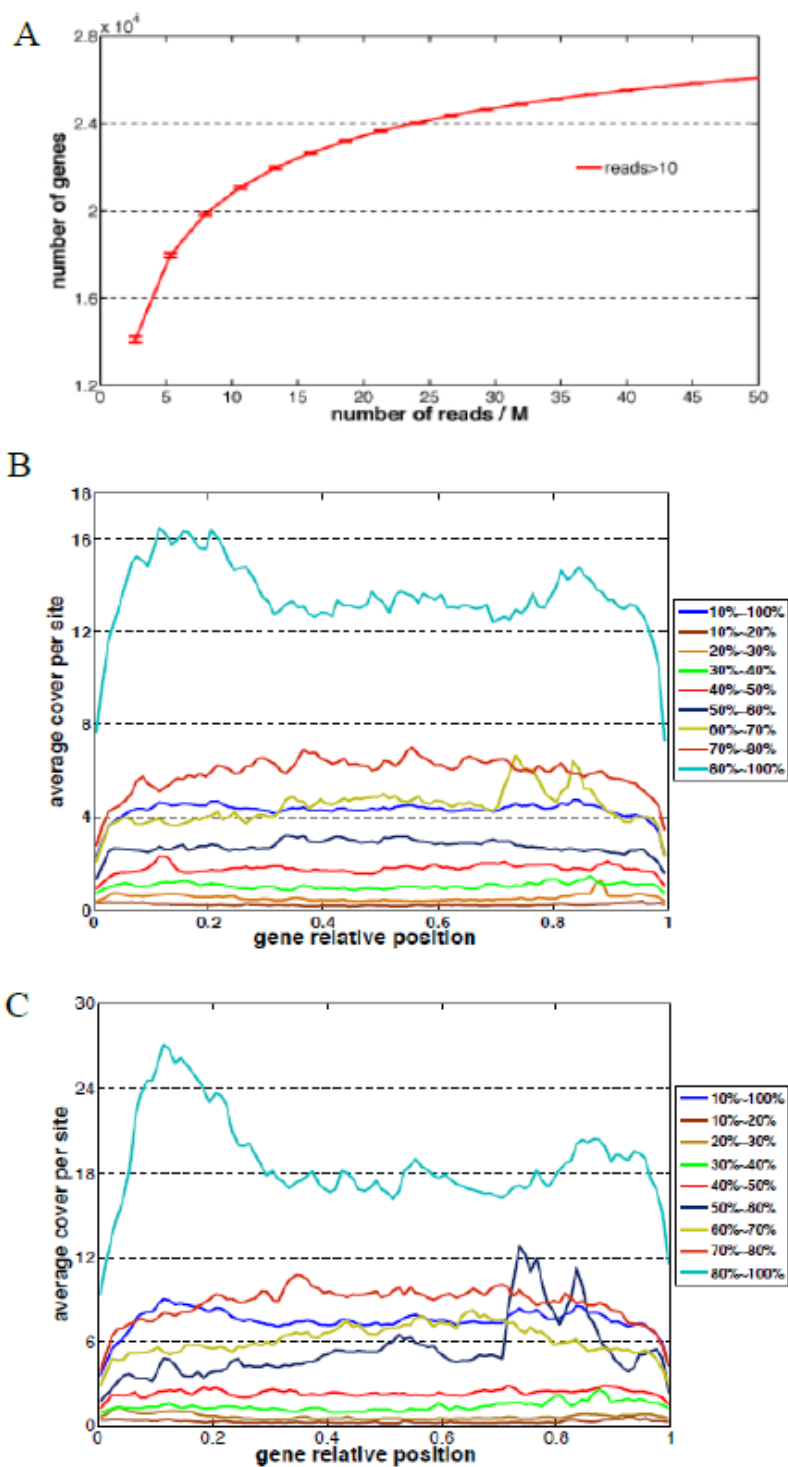 A
2.8 x 10^4
2.4
2
1.6
1.2
number of genes
reads>10
0 5 10 15 20 25 30 35 40 45 50
number of reads / M
B
18
16
12
8
4
0
average cover per site
10%~100%
10%~20%
20%~30%
30%~40%
40%~50%
50%~60%
60%~70%
70%~80%
80%~100%
0 0.2 0.4 0.6 0.8 1
gene relative position
C
30
24
18
12
6
0
average cover per site
10%~100%
10%~20%
20%~30%
30%~40%
40%~50%
50%~60%
60%~70%
70%~80%
80%~100%
0 0.2 0.4 0.6 0.8 1
gene relative position